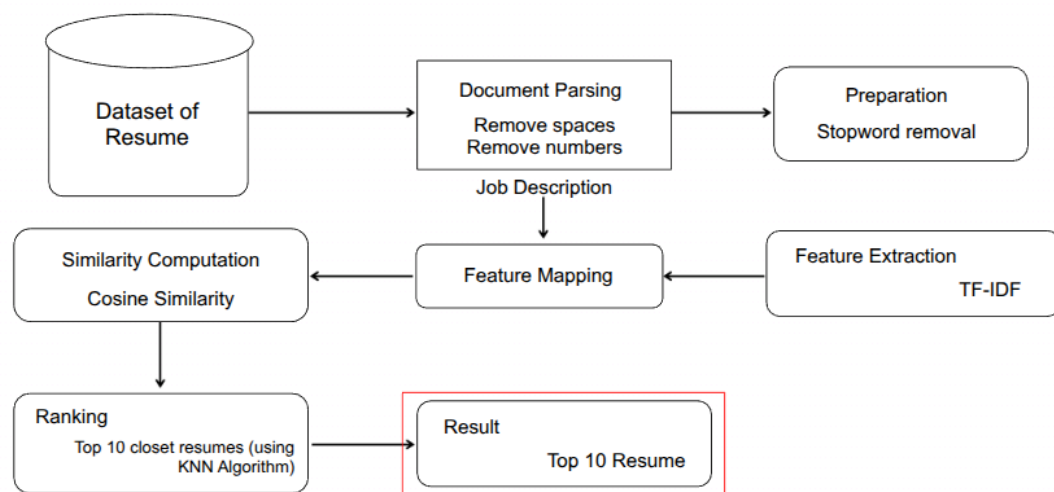 Dataset of
Resume
Document Parsing
Remove spaces
Remove numbers
Preparation
Stopword removal
Job Description
Similarity Computation
Cosine Similarity
Feature Mapping
Feature Extraction
TF-IDF
Ranking
Top 10 closet resumes (using
KNN Algorithm)
Result
Top 10 Resume